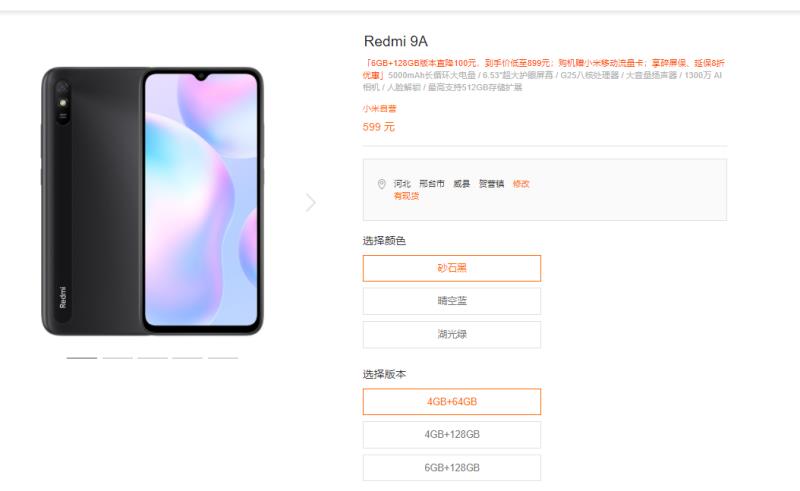 Redmi 9A
「6GB+128GB版本直降100元，到手价低至899元；购机赠小米移动流量卡；享碎屏保、延保8折
优惠」5000mAh长循环大电量 / 6.53"超大护眼屏幕 / G25八核处理器 / 大音量扬声器 / 1300万 AI
相机 / 人脸解锁 / 最高支持512GB存储扩展
小米自营
599 元
河北 邢台市 威县 贺营镇 修改
有现货
选择颜色
砂石黑
晴空蓝
湖光绿
选择版本
4GB+64GB
4GB+128GB
6GB+128GB
Redmi